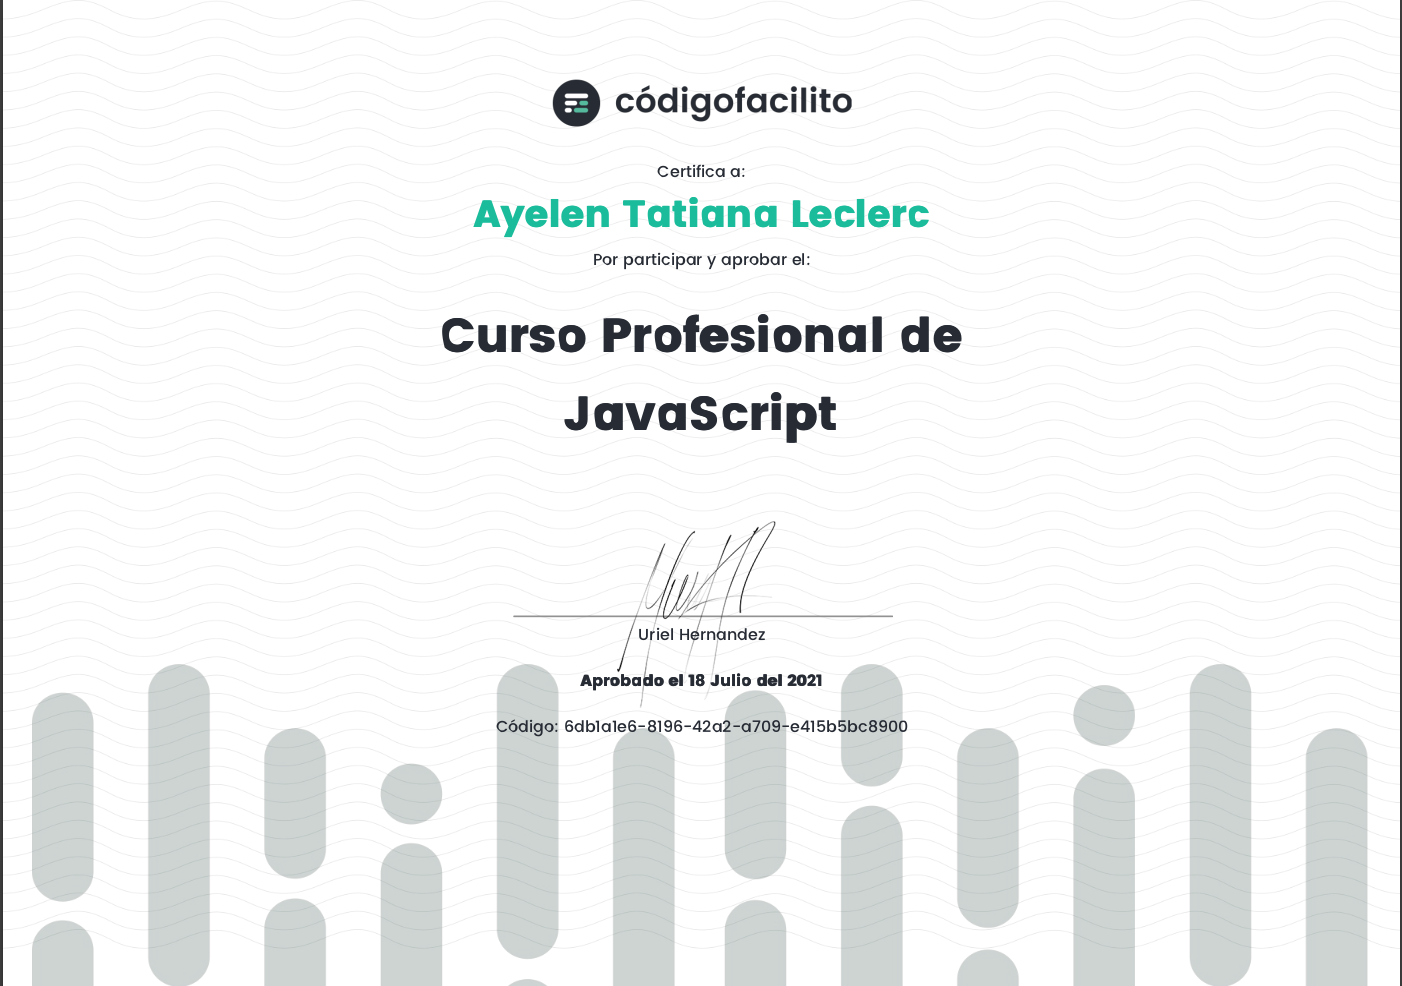 códigofacilito
Certifica a:
Ayelen Tatiana Leclerc
Por participar y aprobar el:
Curso Profesional de
JavaScript
Uriel Hernandez
Aprobado el 18 Julio del 2021
Código: 6db1a1e6-8196-42a2-a709-e415b5bc8900